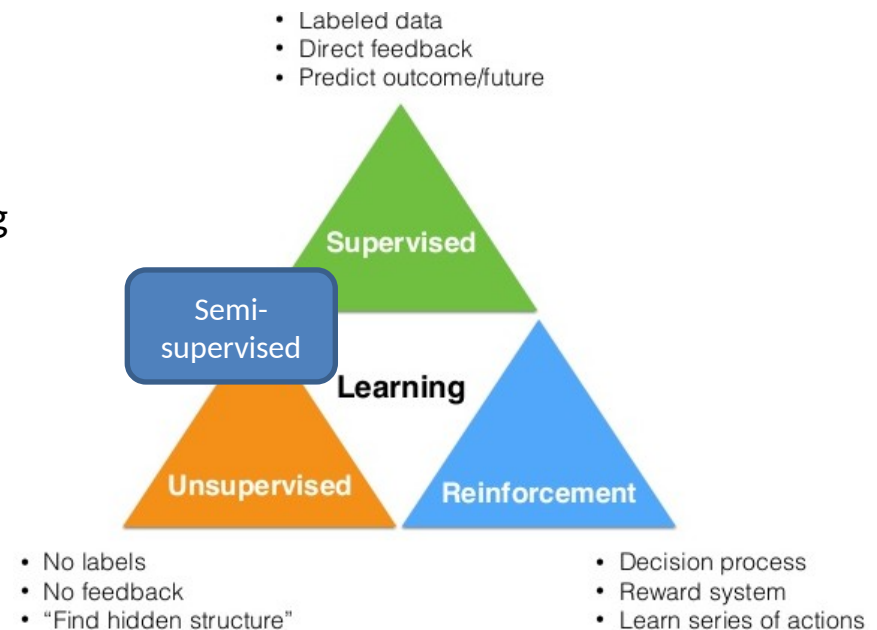 • Labeled data
• Direct feedback
• Predict outcome/future
g
Supervised
Semi-
supervised
Learning
Unsupervised
Reinforcement
• No labels
• No feedback
• “Find hidden structure”
• Decision process
• Reward system
• Learn series of actions